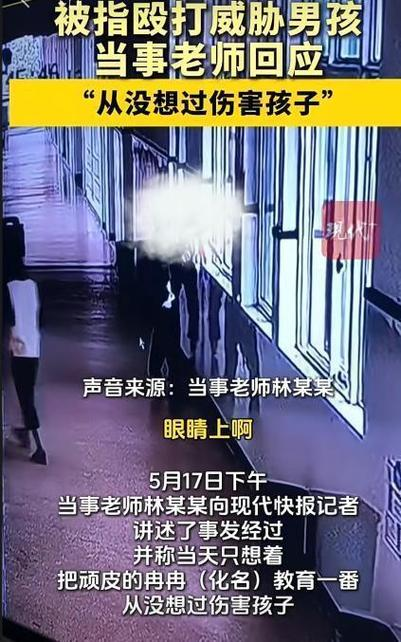 被指殴打威胁男孩
当事老师回应
“从没想过伤害孩子”
现代
声音来源：当事老师林某某
眼睛上啊
5月17日下午
当事老师林某某向现代快报记者
讲述了事发经过
并称当天只想着
把顽皮的冉冉（化名）教育一番
从没想过伤害孩子